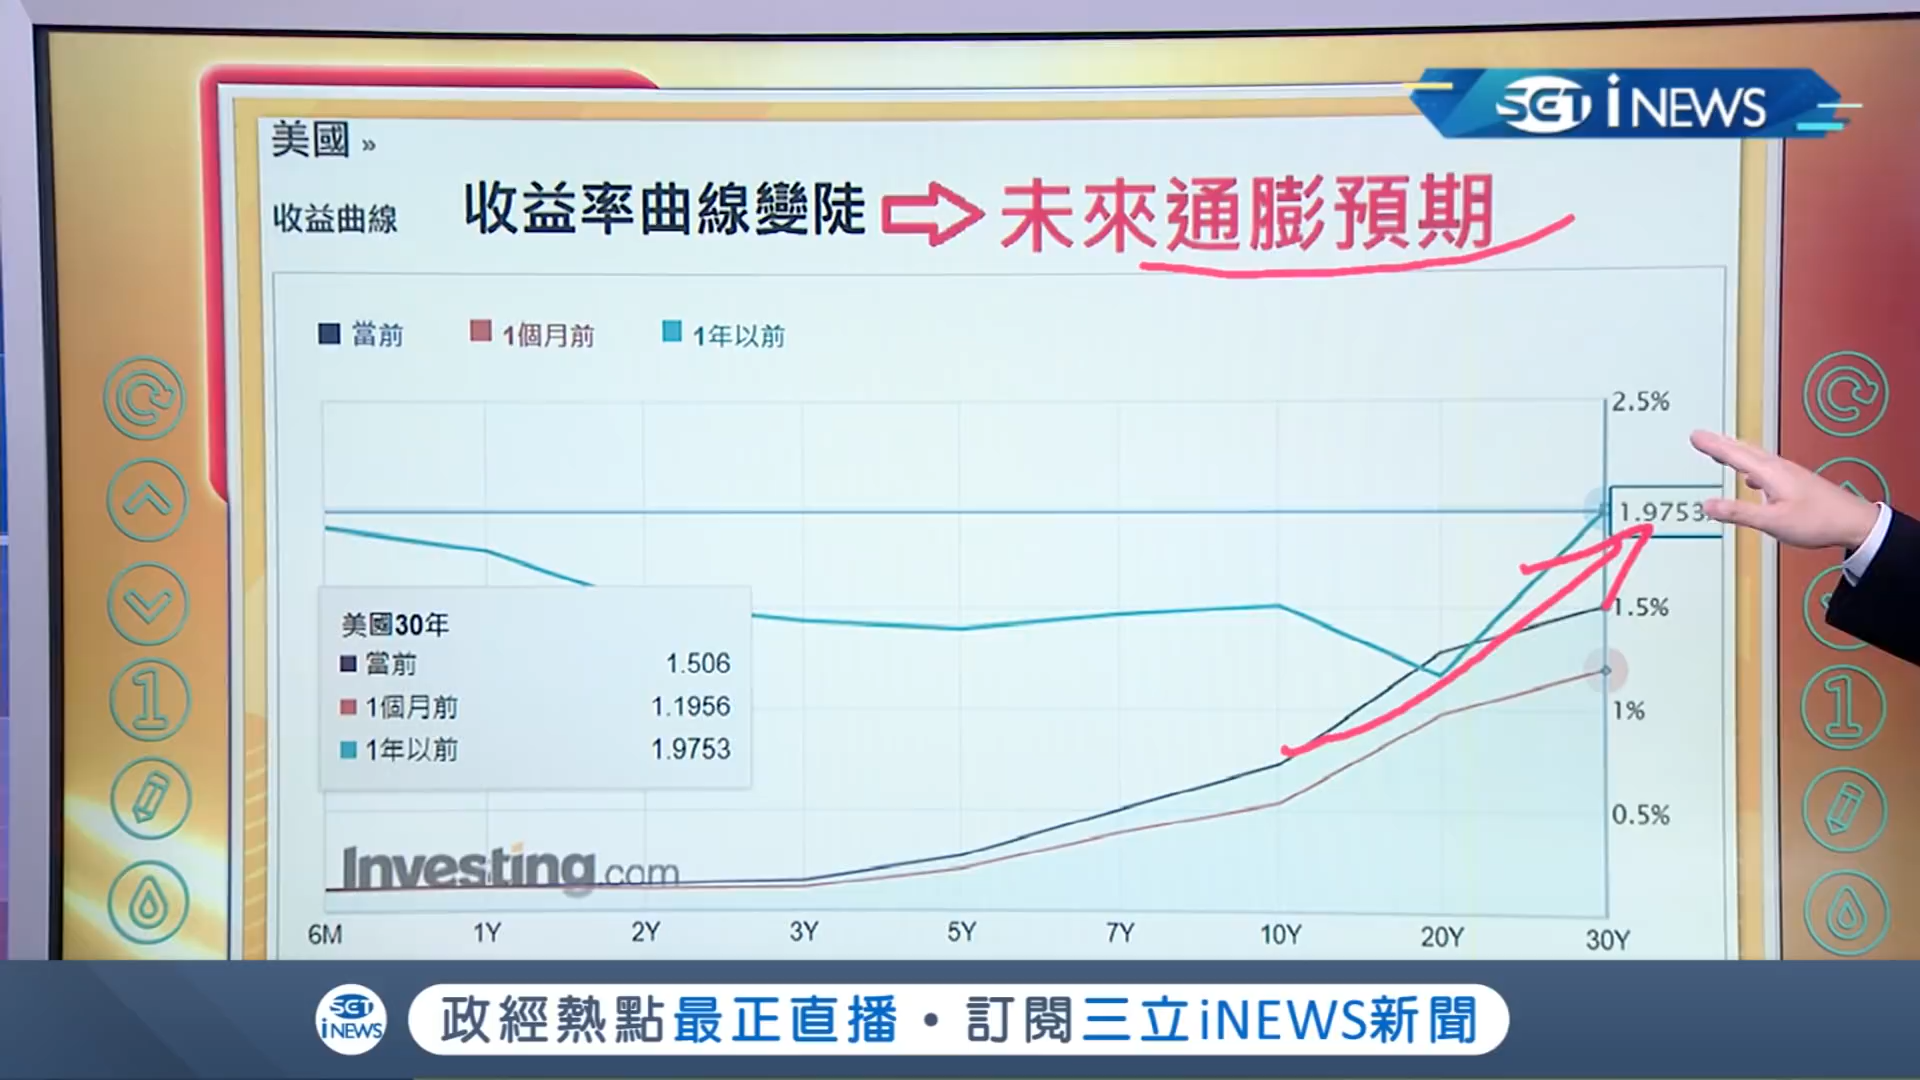 SET iNEWS
美國 »
收益曲線
收益率曲線變陡
未來通膨預期
當前
1個月前
1年以前
2.5%
1.9753
1.5%
1%
0.5%
美國30年
當前 1.506
1個月前 1.1956
1年以前 1.9753
Investing.com
6M 1Y 2Y 3Y 5Y 7Y 10Y 20Y 30Y
1
1
SET iNEWS
政經熱點最正直播・訂閱三立iNEWS新聞